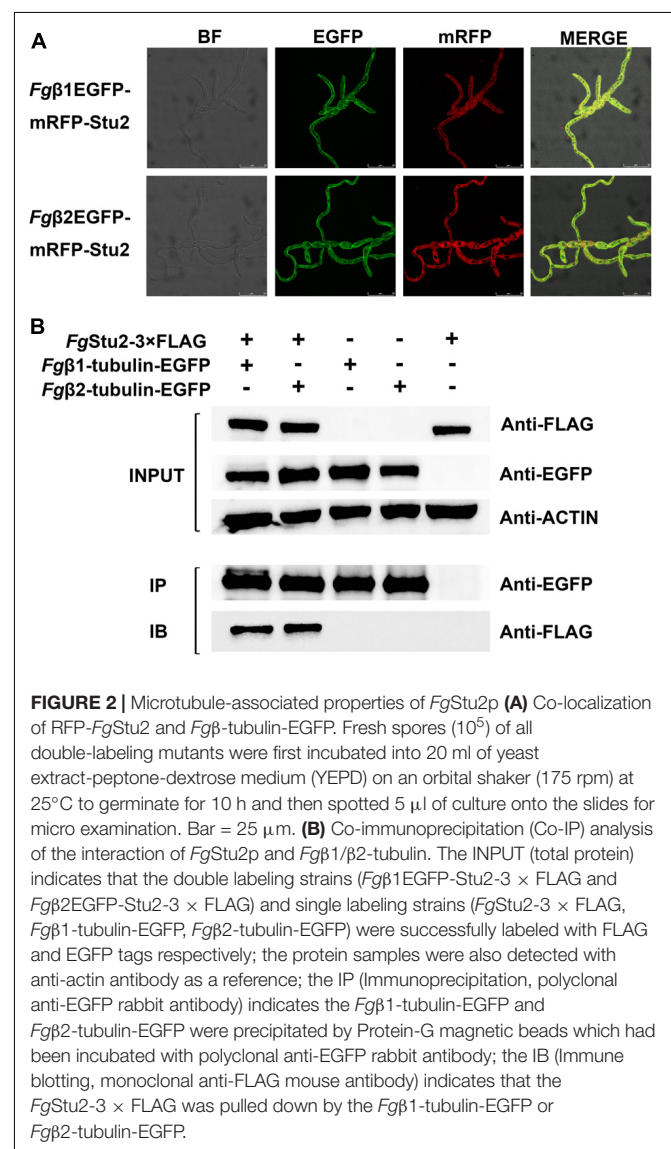 A
BF EGFP mRFP MERGE
Fgβ1EGFP-
mRFP-Stu2
Fgβ2EGFP-
mRFP-Stu2
B
FgStu2-3×FLAG + + - - +
Fgβ1-tubulin-EGFP + - + - -
Fgβ2-tubulin-EGFP - + - + -
INPUT
Anti-FLAG
Anti-EGFP
Anti-ACTIN
IP
Anti-EGFP
IB
Anti-FLAG
FIGURE 2 | Microtubule-associated properties of FgStu2p (A) Co-localization
of RFP-FgStu2 and Fgβ-tubulin-EGFP. Fresh spores (10⁵) of all
double-labeling mutants were first incubated into 20 ml of yeast
extract-peptone-dextrose medium (YEPD) on an orbital shaker (175 rpm) at
25°C to germinate for 10 h and then spotted 5 μl of culture onto the slides for
micro examination. Bar = 25 μm. (B) Co-immunoprecipitation (Co-IP) analysis
of the interaction of FgStu2p and Fgβ1/β2-tubulin. The INPUT (total protein)
indicates that the double labeling strains (Fgβ1EGFP-Stu2-3 × FLAG and
Fgβ2EGFP-Stu2-3 × FLAG) and single labeling strains (FgStu2-3 × FLAG,
Fgβ1-tubulin-EGFP, Fgβ2-tubulin-EGFP) were successfully labeled with FLAG
and EGFP tags respectively; the protein samples were also detected with
anti-actin antibody as a reference; the IP (Immunoprecipitation, polyclonal
anti-EGFP rabbit antibody) indicates the Fgβ1-tubulin-EGFP and
Fgβ2-tubulin-EGFP were precipitated by Protein-G magnetic beads which had
been incubated with polyclonal anti-EGFP rabbit antibody; the IB (Immune
blotting, monoclonal anti-FLAG mouse antibody) indicates that the
FgStu2-3 × FLAG was pulled down by the Fgβ1-tubulin-EGFP or
Fgβ2-tubulin-EGFP.